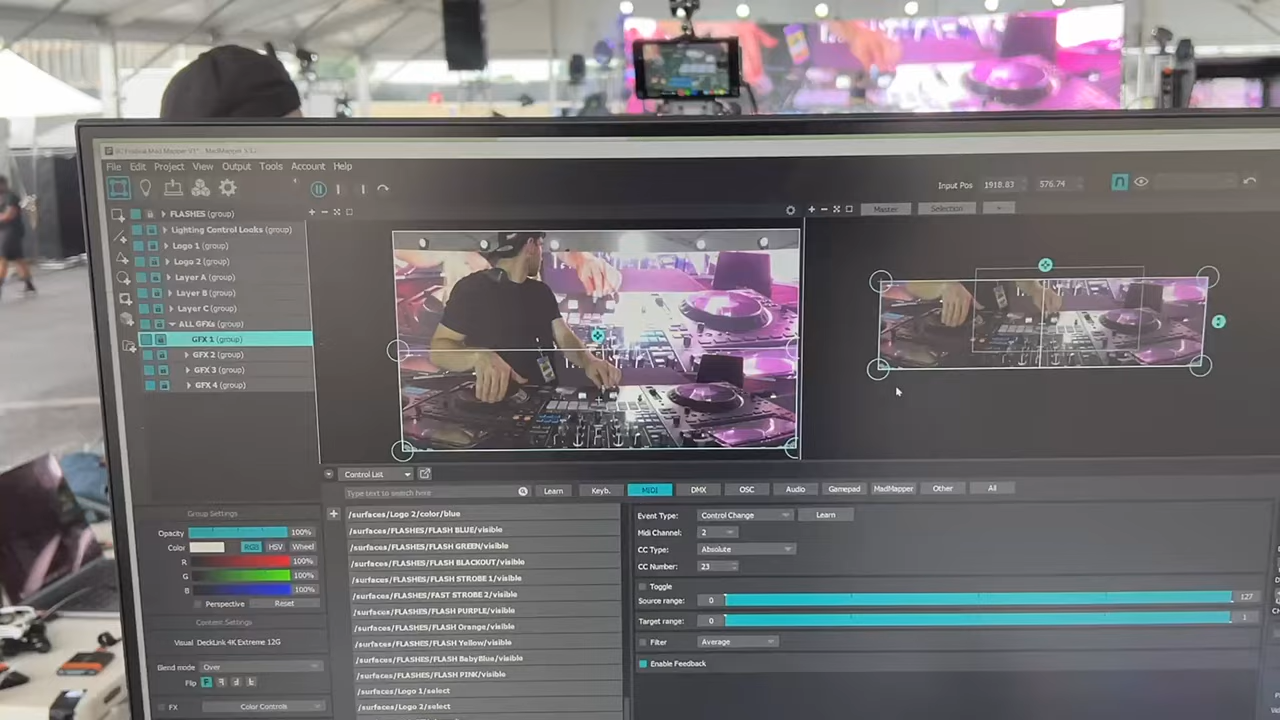 File Edit Project View Output Tools Account Help
Input Pos 1918.83 576.74
Master Selection
FLASHES (group)
Lighting Control Looks (group)
Logo 1 (group)
Logo 2 (group)
Layer A (group)
Layer B (group)
Layer C (group)
ALL GFXs (group)
GFX 1 (group)
GFX 2 (group)
GFX 3 (group)
GFX 4 (group)
Control List
Type text to search here
Learn Keyb. MIDI DMX OSC Audio Gamepad MadMapper Other All
/surfaces/Logo 2/color/blue
/surfaces/FLASHES/FLASH BLUE/visible
/surfaces/FLASHES/FLASH GREEN/visible
/surfaces/FLASHES/FLASH BLACKOUT/visible
/surfaces/FLASHES/FLASH STROBE 1/visible
/surfaces/FLASHES/FAST STROBE 2/visible
/surfaces/FLASHES/FLASH PURPLE/visible
/surfaces/FLASHES/FLASH Orange/visible
/surfaces/FLASHES/FLASH Yellow/visible
/surfaces/FLASHES/FLASH BabyBlue/visible
/surfaces/FLASHES/FLASH PINK/visible
/surfaces/Logo 1/select
/surfaces/Logo 2/select
Event Type: Control Change Learn
Midi Channel: 2
CC Type: Absolute
CC Number: 23
Toggle
Source range: 0 127
Target range: 0 1
Filter Average
Enable Feedback
Group Settings
Opacity 100%
Color RGB HSV Wheel
R 100%
G 100%
B 100%
Perspective Reset
Content Settings
Visual DeckLink 4K Extreme 12G
Blend mode Over
Flip
FX Color Controls